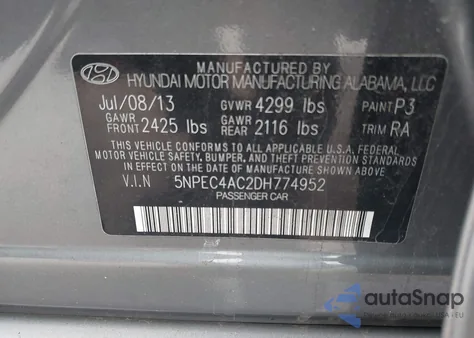 MANUFACTURED BY
HYUNDAI MOTOR MANUFACTURING ALABAMA, LLC
Jul/08/13 GVWR 4299 lbs PAINT P3
GAWR FRONT 2425 lbs GAWR REAR 2116 lbs TRIM RA
THIS VEHICLE CONFORMS TO ALL APPLICABLE U.S.A. FEDERAL
MOTOR VEHICLE SAFETY, BUMPER, AND THEFT PREVENTION STANDARDS
IN EFFECT ON THE DATE OF MANUFACTURE SHOWN ABOVE.
V.I.N 5NPEC4AC2DH774952
PASSENGER CAR
autoSnap